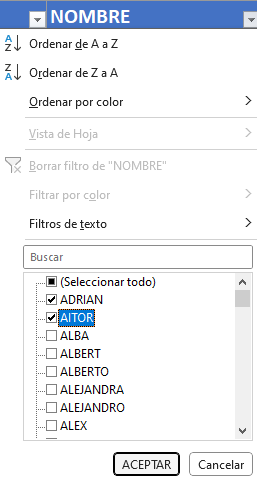 NOMBRE
Ordenar de A a Z
Ordenar de Z a A
Ordenar por color
Vista de Hoja
Borrar filtro de "NOMBRE"
Filtrar por color
Filtros de texto
Buscar
(Seleccionar todo)
ADRIAN
AITOR
ALBA
ALBERT
ALBERTO
ALEJANDRA
ALEJANDRO
ALEX
ACEPTAR
Cancelar